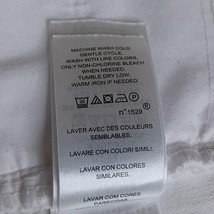 MACHINE WASH COLD
GENTLE CYCLE.
WASH WITH LIKE COLORS.
ONLY NON-CHLORINE BLEACH
WHEN NEEDED.
TUMBLE DRY LOW.
WARM IRON IF NEEDED.
n°1529 ®
LAVER AVEC DES COULEURS
SEMBLABLES.
LAVARE CON COLORI SIMILI.
LAVAR CON COLORES
SIMILARES.
LAVAR COM CORES
PARECIDAS.